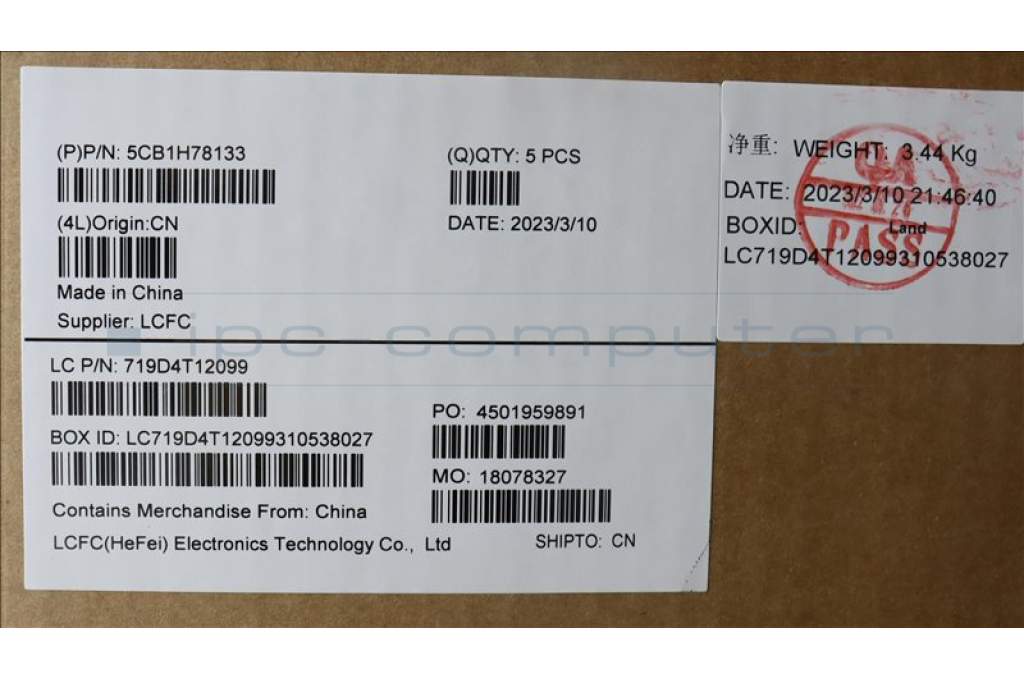 (P)P/N: 5CB1H78133
(Q)QTY: 5 PCS
(4L)Origin:CN
DATE: 2023/3/10
Made in China
Supplier: LCFC
LC P/N: 719D4T12099
BOX ID: LC719D4T12099310538027
PO: 4501959891
MO: 18078327
Contains Merchandise From: China
LCFC(HeFei) Electronics Technology Co., Ltd
SHIPTO: CN
净重: WEIGHT: 3.44 Kg
DATE: 2023/3/10 21:46:40
BOXID: Land
LC719D4T12099310538027
PASS
ipc computer